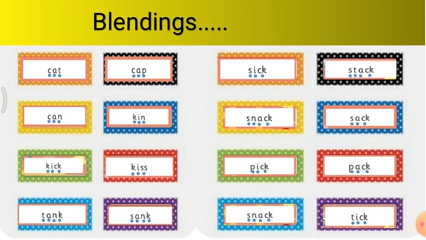 Blendings.....
cat cap sick stack
can kin snack sack
kick kiss pick pack
tank sank snack tick